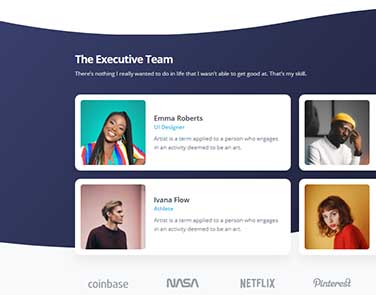 The Executive Team
There's nothing I really wanted to do in life that I wasn't able to get good at. That's my skill.
Emma Roberts
UI Designer
Artist is a term applied to a person who engages
in an activity deemed to be an art.
Ivana Flow
Athlete
Artist is a term applied to a person who engages
in an activity deemed to be an art.
coinbase NASA NETFLIX Pinterest